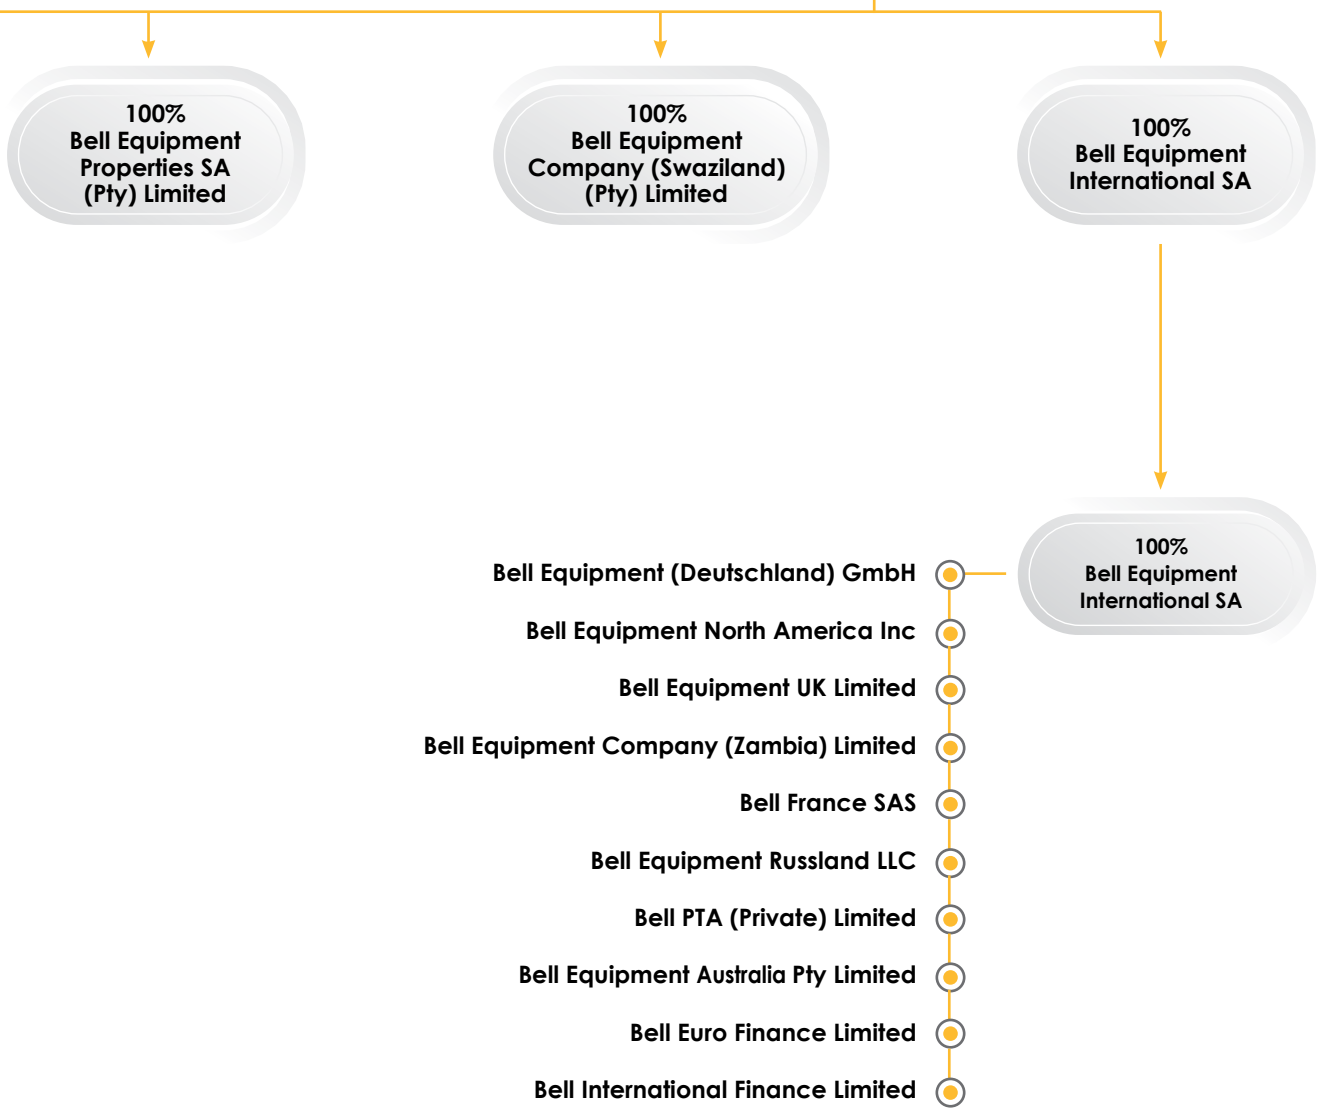 100%
Bell Equipment
Properties SA
(Pty) Limited
100%
Bell Equipment
Company (Swaziland)
(Pty) Limited
100%
Bell Equipment
International SA
100%
Bell Equipment
International SA
Bell Equipment (Deutschland) GmbH
Bell Equipment North America Inc
Bell Equipment UK Limited
Bell Equipment Company (Zambia) Limited
Bell France SAS
Bell Equipment Russland LLC
Bell PTA (Private) Limited
Bell Equipment Australia Pty Limited
Bell Euro Finance Limited
Bell International Finance Limited